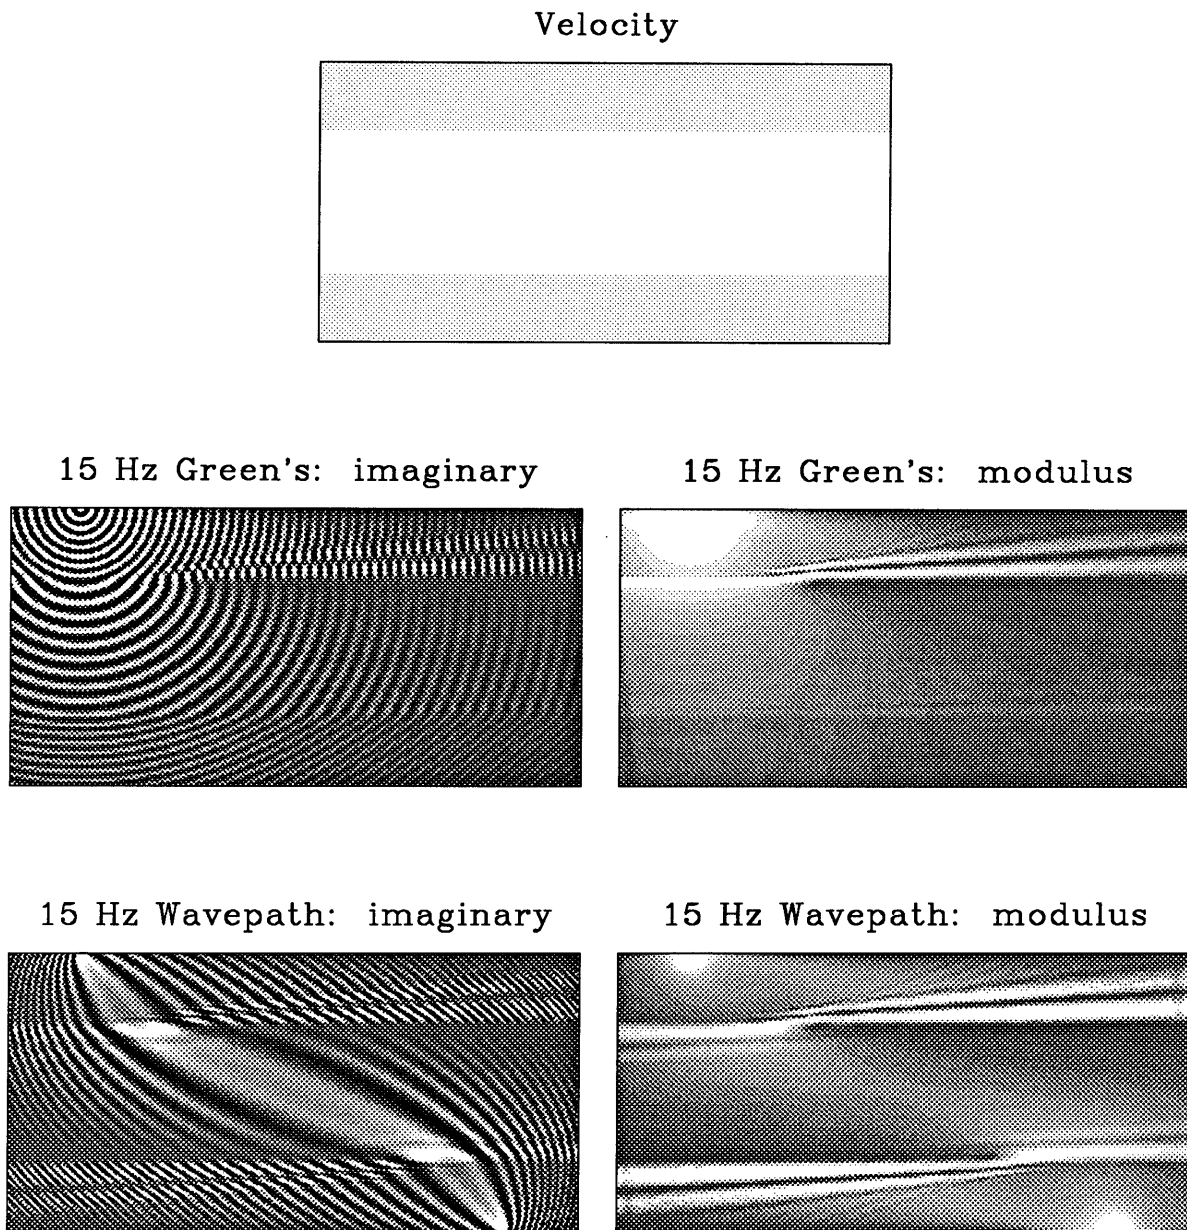 Velocity
15 Hz Green's: imaginary
15 Hz Green's: modulus
15 Hz Wavepath: imaginary
15 Hz Wavepath: modulus